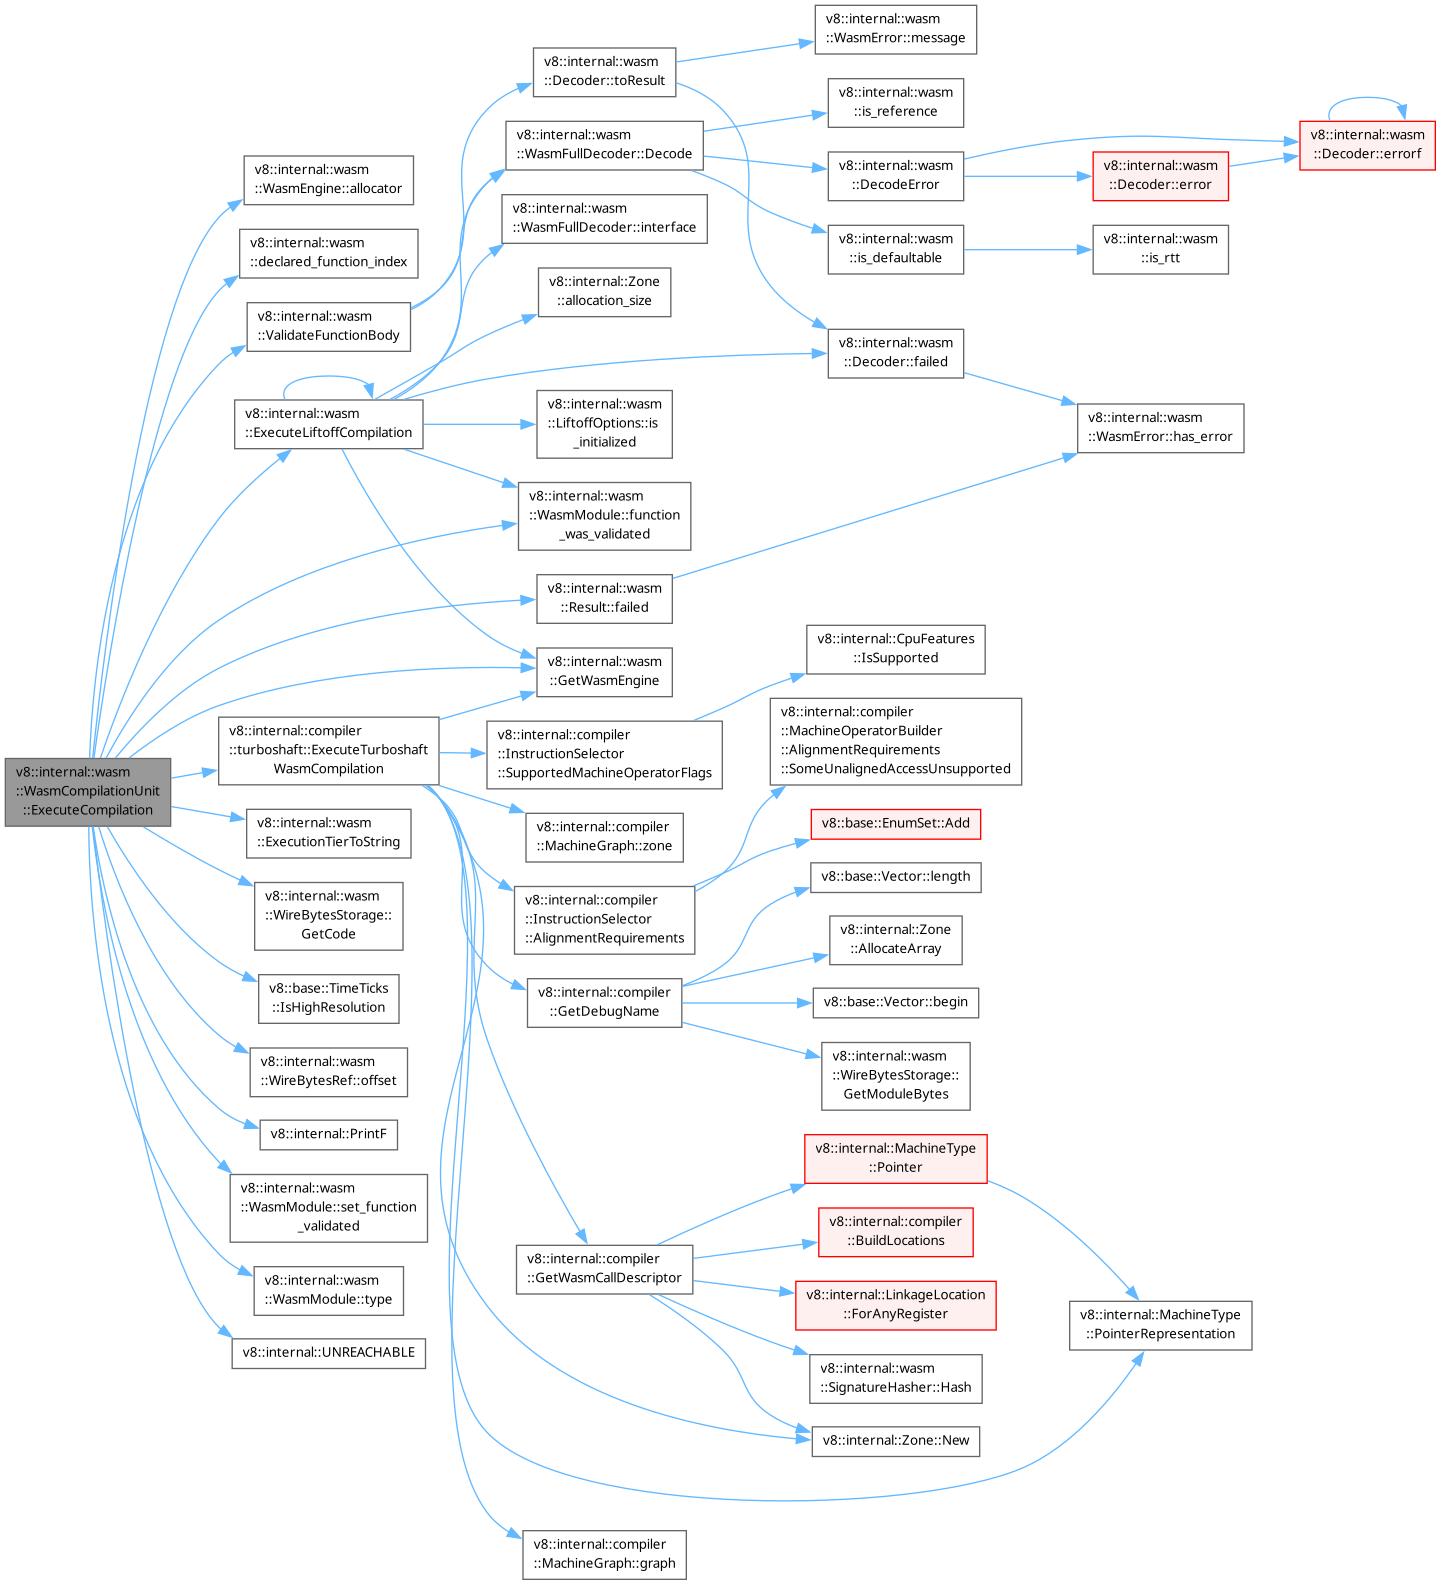 v8::internal::wasm
::WasmCompilationUnit
::ExecuteCompilation
v8::internal::wasm
::WasmEngine::allocator
v8::internal::wasm
::declared_function_index
v8::internal::wasm
::ValidateFunctionBody
v8::internal::wasm
::ExecuteLiftoffCompilation
v8::internal::compiler
::turboshaft::ExecuteTurboshaft
WasmCompilation
v8::internal::wasm
::ExecutionTierToString
v8::internal::wasm
::WireBytesStorage::
GetCode
v8::base::TimeTicks
::IsHighResolution
v8::internal::wasm
::WireBytesRef::offset
v8::internal::PrintF
v8::internal::wasm
::WasmModule::set_function
_validated
v8::internal::wasm
::WasmModule::type
v8::internal::UNREACHABLE
v8::internal::wasm
::Decoder::toResult
v8::internal::wasm
::WasmFullDecoder::Decode
v8::internal::wasm
::WasmFullDecoder::interface
v8::internal::Zone
::allocation_size
v8::internal::wasm
::LiftoffOptions::is
_initialized
v8::internal::wasm
::WasmModule::function
_was_validated
v8::internal::wasm
::Result::failed
v8::internal::wasm
::GetWasmEngine
v8::internal::compiler
::InstructionSelector
::SupportedMachineOperatorFlags
v8::internal::compiler
::MachineGraph::zone
v8::internal::compiler
::InstructionSelector
::AlignmentRequirements
v8::internal::compiler
::GetDebugName
v8::internal::compiler
::GetWasmCallDescriptor
v8::internal::compiler
::MachineGraph::graph
v8::internal::wasm
::WasmError::message
v8::internal::wasm
::is_reference
v8::internal::wasm
::DecodeError
v8::internal::wasm
::is_defaultable
v8::internal::wasm
::Decoder::failed
v8::internal::CpuFeatures
::IsSupported
v8::internal::compiler
::MachineOperatorBuilder
::AlignmentRequirements
::SomeUnalignedAccessUnsupported
v8::base::EnumSet::Add
v8::base::Vector::length
v8::internal::Zone
::AllocateArray
v8::base::Vector::begin
v8::internal::wasm
::WireBytesStorage::
GetModuleBytes
v8::internal::MachineType
::Pointer
v8::internal::compiler
::BuildLocations
v8::internal::LinkageLocation
::ForAnyRegister
v8::internal::wasm
::SignatureHasher::Hash
v8::internal::Zone::New
v8::internal::wasm
::Decoder::error
v8::internal::wasm
::is_rtt
v8::internal::wasm
::WasmError::has_error
v8::internal::MachineType
::PointerRepresentation
v8::internal::wasm
::Decoder::errorf